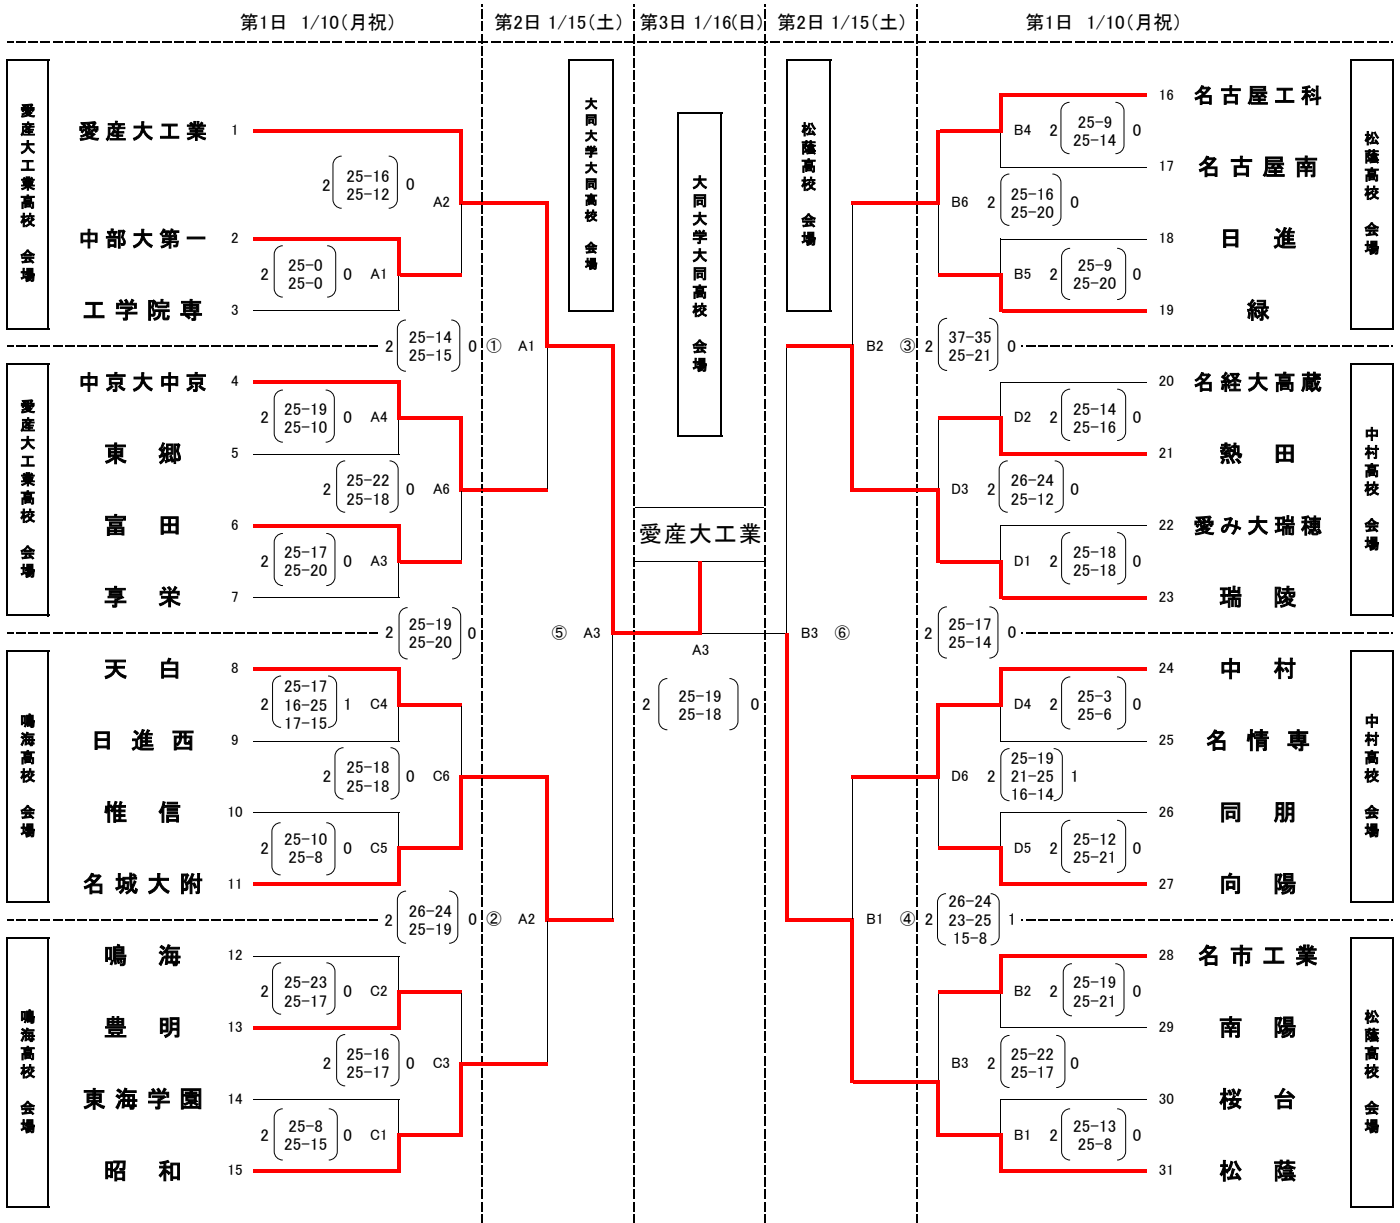 第1日 1/10(月祝)
第2日 1/15(土)
第3日 1/16(日)
第2日 1/15(土)
第1日 1/10(月祝)
愛産大工業高校 会場
愛産大工業 1
2 25-16 25-12 0 A2
中部大第一 2
2 25-0 25-0 0 A1
工学院専 3
2 25-14 25-15 0 ① A1
愛産大工業高校 会場
中京大中京 4
2 25-19 25-10 0 A4
東郷 5
2 25-22 25-18 0 A6
富田 6
2 25-17 25-20 0 A3
享栄 7
2 25-19 25-20 0 ⑤ A3
鳴海高校 会場
天白 8
2 25-17 16-25 17-15 1 C4
日進西 9
2 25-18 25-18 0 C6
惟信 10
2 25-10 25-8 0 C5
名城大附 11
2 26-24 25-19 0 ② A2
鳴海高校 会場
鳴海 12
2 25-23 25-17 0 C2
豊明 13
2 25-16 25-17 0 C3
東海学園 14
2 25-8 25-15 0 C1
昭和 15
大同大学大同高校 会場
大同大学大同高校 会場
愛産大工業
A3
2 25-19 25-18 0
松蔭高校 会場
16 名古屋工科
B4 2 25-9 25-14 0
17 名古屋南
B6 2 25-16 25-20 0
18 日進
B5 2 25-9 25-20 0
19 緑
松蔭高校 会場
B2 ③ 2 37-35 25-21 0
20 名経大高蔵
D2 2 25-14 25-16 0
21 熱田
D3 2 26-24 25-12 0
22 愛み大瑞穂
D1 2 25-18 25-18 0
23 瑞陵
中村高校 会場
B3 ⑥ 2 25-17 25-14 0
24 中村
D4 2 25-3 25-6 0
25 名情専
D6 2 25-19 21-25 16-14 1
26 同朋
D5 2 25-12 25-21 0
27 向陽
中村高校 会場
B1 ④ 2 26-24 23-25 15-8 1
28 名市工業
B2 2 25-19 25-21 0
29 南陽
B3 2 25-22 25-17 0
30 桜台
B1 2 25-13 25-8 0
31 松蔭
松蔭高校 会場